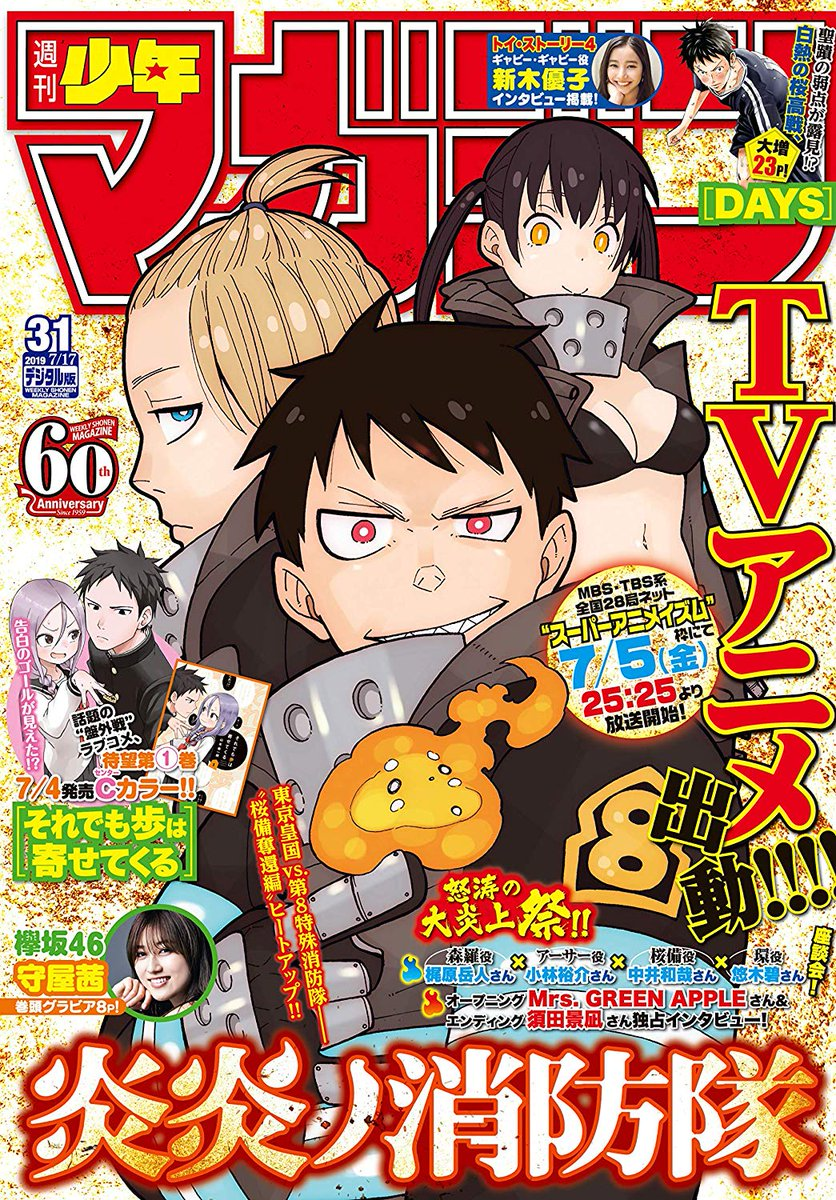 週刊
少年
マガジン
トイ・ストーリー4
ギャビー・ギャビー役
新木優子
インタビュー掲載!
聖蹟の弱点が露見!?
白熱の桜高戦、
大増
23P!
[DAYS]
31
2019 7/17
デジタル版
WEEKLY SHONEN
MAGAZINE
WEEKLY SHONEN
MAGAZINE
60th
Anniversary
Since 1959
TVアニメ
出動!!!!
MBS・TBS系
全国28局ネット
“スーパーアニメイズム”
枠にて
7/5(金)
25:25より
放送開始!
告白のゴールが見えた!?
話題の
“盤外戦”
ラブコメ、
待望第①巻
7/4発売
センター
Cカラー!!
[それでも歩は
寄せてくる]
8
東京皇国 vs.第8特殊消防隊——
“桜備奪還編”ヒートアップ!!
怒涛の
大炎上祭!!
森羅役
梶原岳人さん
×
アーサー役
小林裕介さん
×
桜備役
中井和哉さん
×
環役
悠木碧さん
座談会!
オープニング Mrs. GREEN APPLEさん&
エンディング 須田景凪さん独占インタビュー!
欅坂46
守屋茜
巻頭グラビア8P!
炎炎ノ消防隊